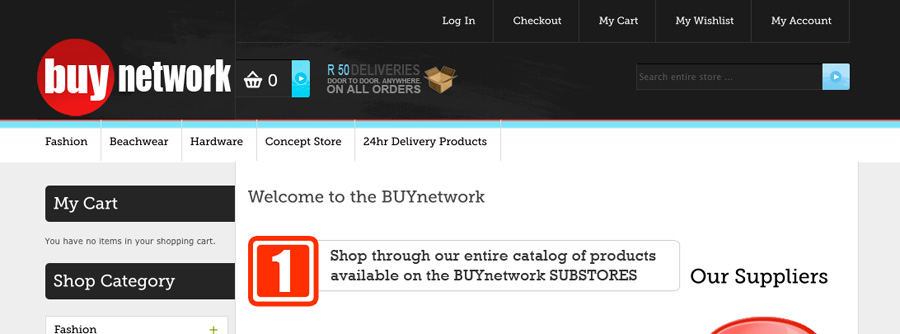 Log In
Checkout
My Cart
My Wishlist
My Account
buy network
0
R 50 DELIVERIES
DOOR TO DOOR. ANYWHERE.
ON ALL ORDERS
Search entire store ...
Fashion
Beachwear
Hardware
Concept Store
24hr Delivery Products
My Cart
You have no items in your shopping cart.
Shop Category
Fashion +
Welcome to the BUYnetwork
1
Shop through our entire catalog of products
available on the BUYnetwork SUBSTORES
Our Suppliers